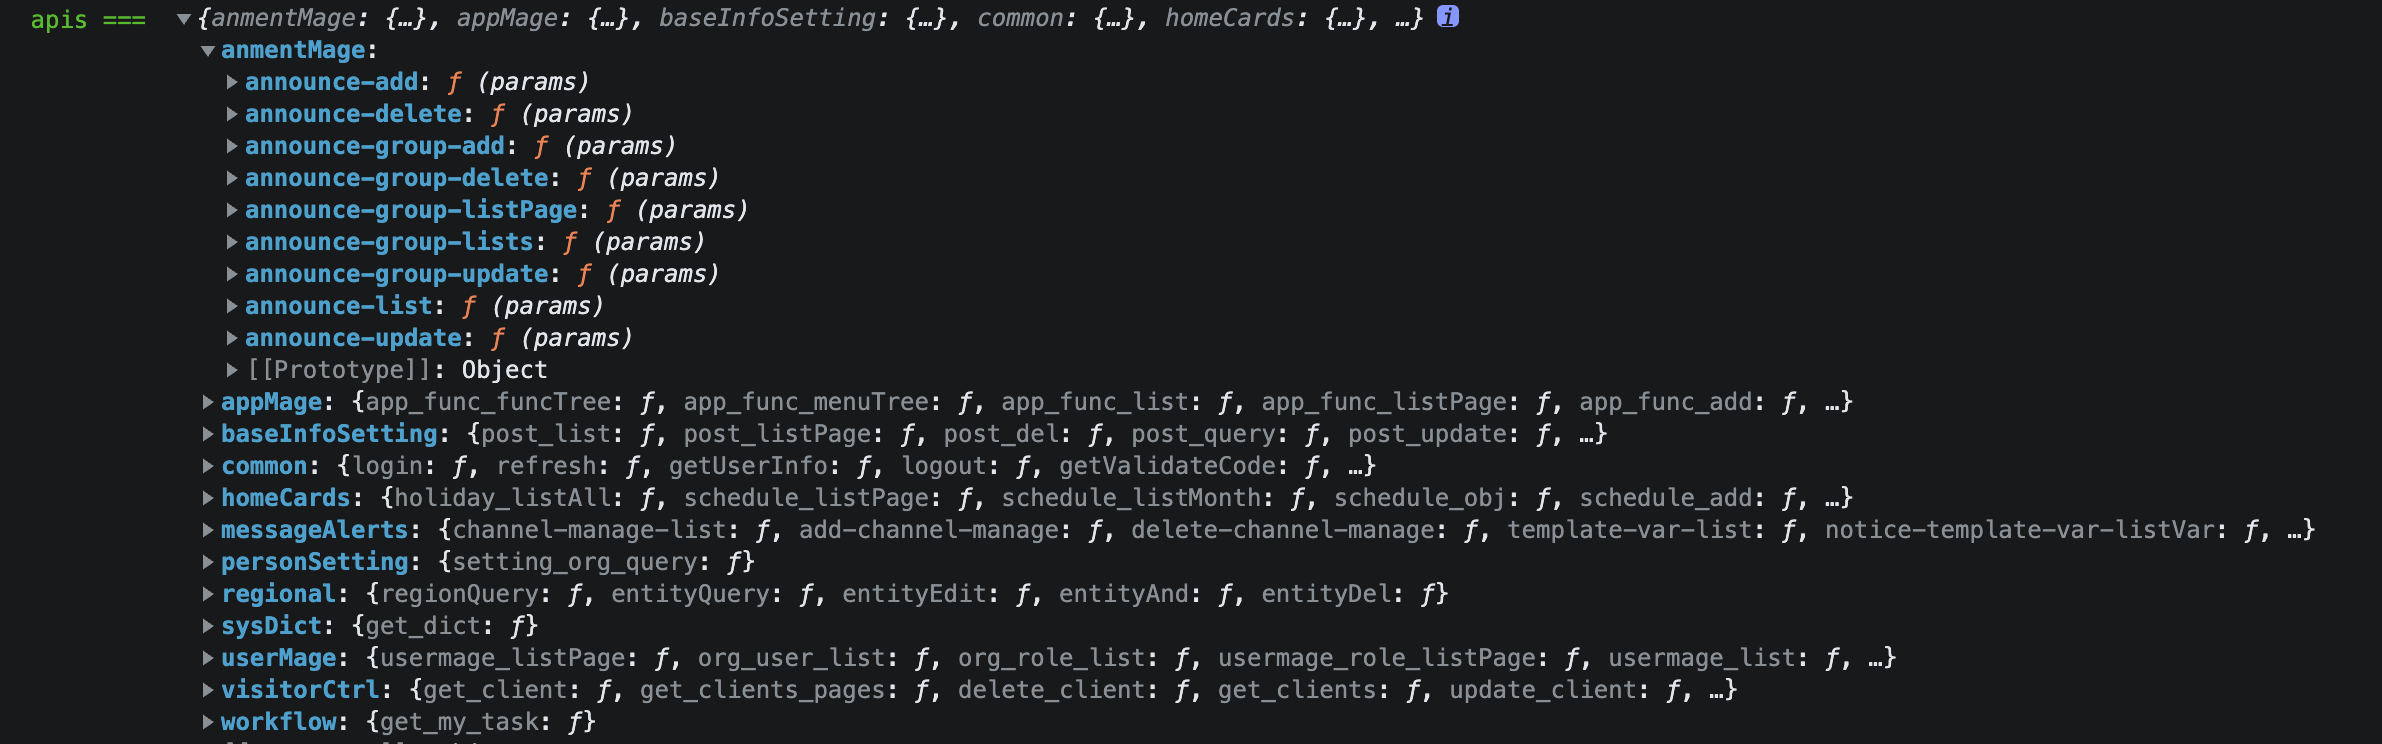 apis === ▼{anmentMage: {…}, appMage: {…}, baseInfoSetting: {…}, common: {…}, homeCards: {…}, …} i
▼anmentMage:
▶announce-add: ƒ (params)
▶announce-delete: ƒ (params)
▶announce-group-add: ƒ (params)
▶announce-group-delete: ƒ (params)
▶announce-group-listPage: ƒ (params)
▶announce-group-lists: ƒ (params)
▶announce-group-update: ƒ (params)
▶announce-list: ƒ (params)
▶announce-update: ƒ (params)
▶[[Prototype]]: Object
▶appMage: {app_func_funcTree: ƒ, app_func_menuTree: ƒ, app_func_list: ƒ, app_func_listPage: ƒ, app_func_add: ƒ, …}
▶baseInfoSetting: {post_list: ƒ, post_listPage: ƒ, post_del: ƒ, post_query: ƒ, post_update: ƒ, …}
▶common: {login: ƒ, refresh: ƒ, getUserInfo: ƒ, logout: ƒ, getValidateCode: ƒ, …}
▶homeCards: {holiday_listAll: ƒ, schedule_listPage: ƒ, schedule_listMonth: ƒ, schedule_obj: ƒ, schedule_add: ƒ, …}
▶messageAlerts: {channel-manage-list: ƒ, add-channel-manage: ƒ, delete-channel-manage: ƒ, template-var-list: ƒ, notice-template-var-listVar: ƒ, …}
▶personSetting: {setting_org_query: ƒ}
▶regional: {regionQuery: ƒ, entityQuery: ƒ, entityEdit: ƒ, entityAnd: ƒ, entityDel: ƒ}
▶sysDict: {get_dict: ƒ}
▶userMage: {usermage_listPage: ƒ, org_user_list: ƒ, org_role_list: ƒ, usermage_role_listPage: ƒ, usermage_list: ƒ, …}
▶visitorCtrl: {get_client: ƒ, get_clients_pages: ƒ, delete_client: ƒ, get_clients: ƒ, update_client: ƒ, …}
▶workflow: {get_my_task: ƒ}